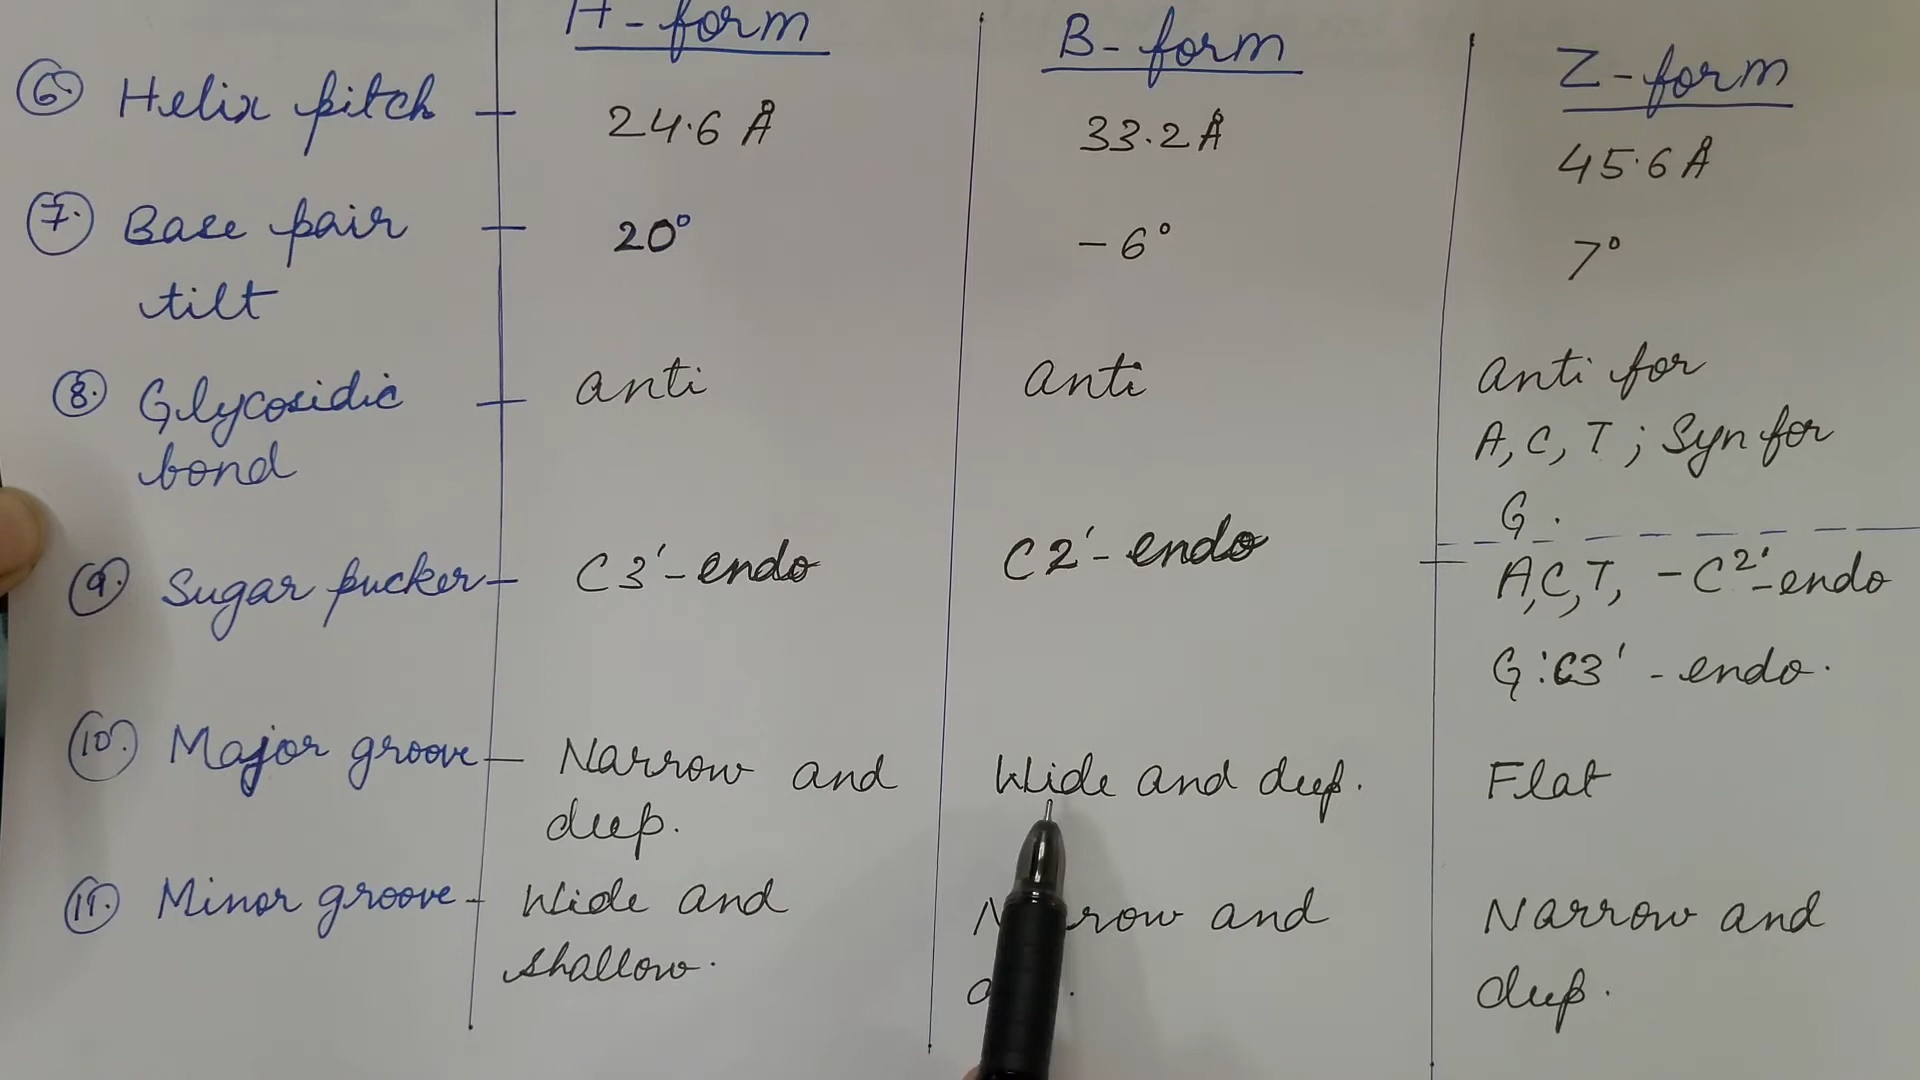 A-form B-form Z-form
6. Helix pitch - 24.6 Å 33.2 Å 45.6 Å
7. Base pair - 20° -6° 7°
tilt
8. Glycosidic - anti anti anti for
bond A, C, T ; Syn for
G.
9. Sugar pucker - C3'-endo C2'-endo - A,C,T, - C2'-endo
G:C3' - endo.
10. Major groove - Narrow and Wide and deep. Flat
deep.
11. Minor groove - Wide and and Narrow and
shallow. deep.